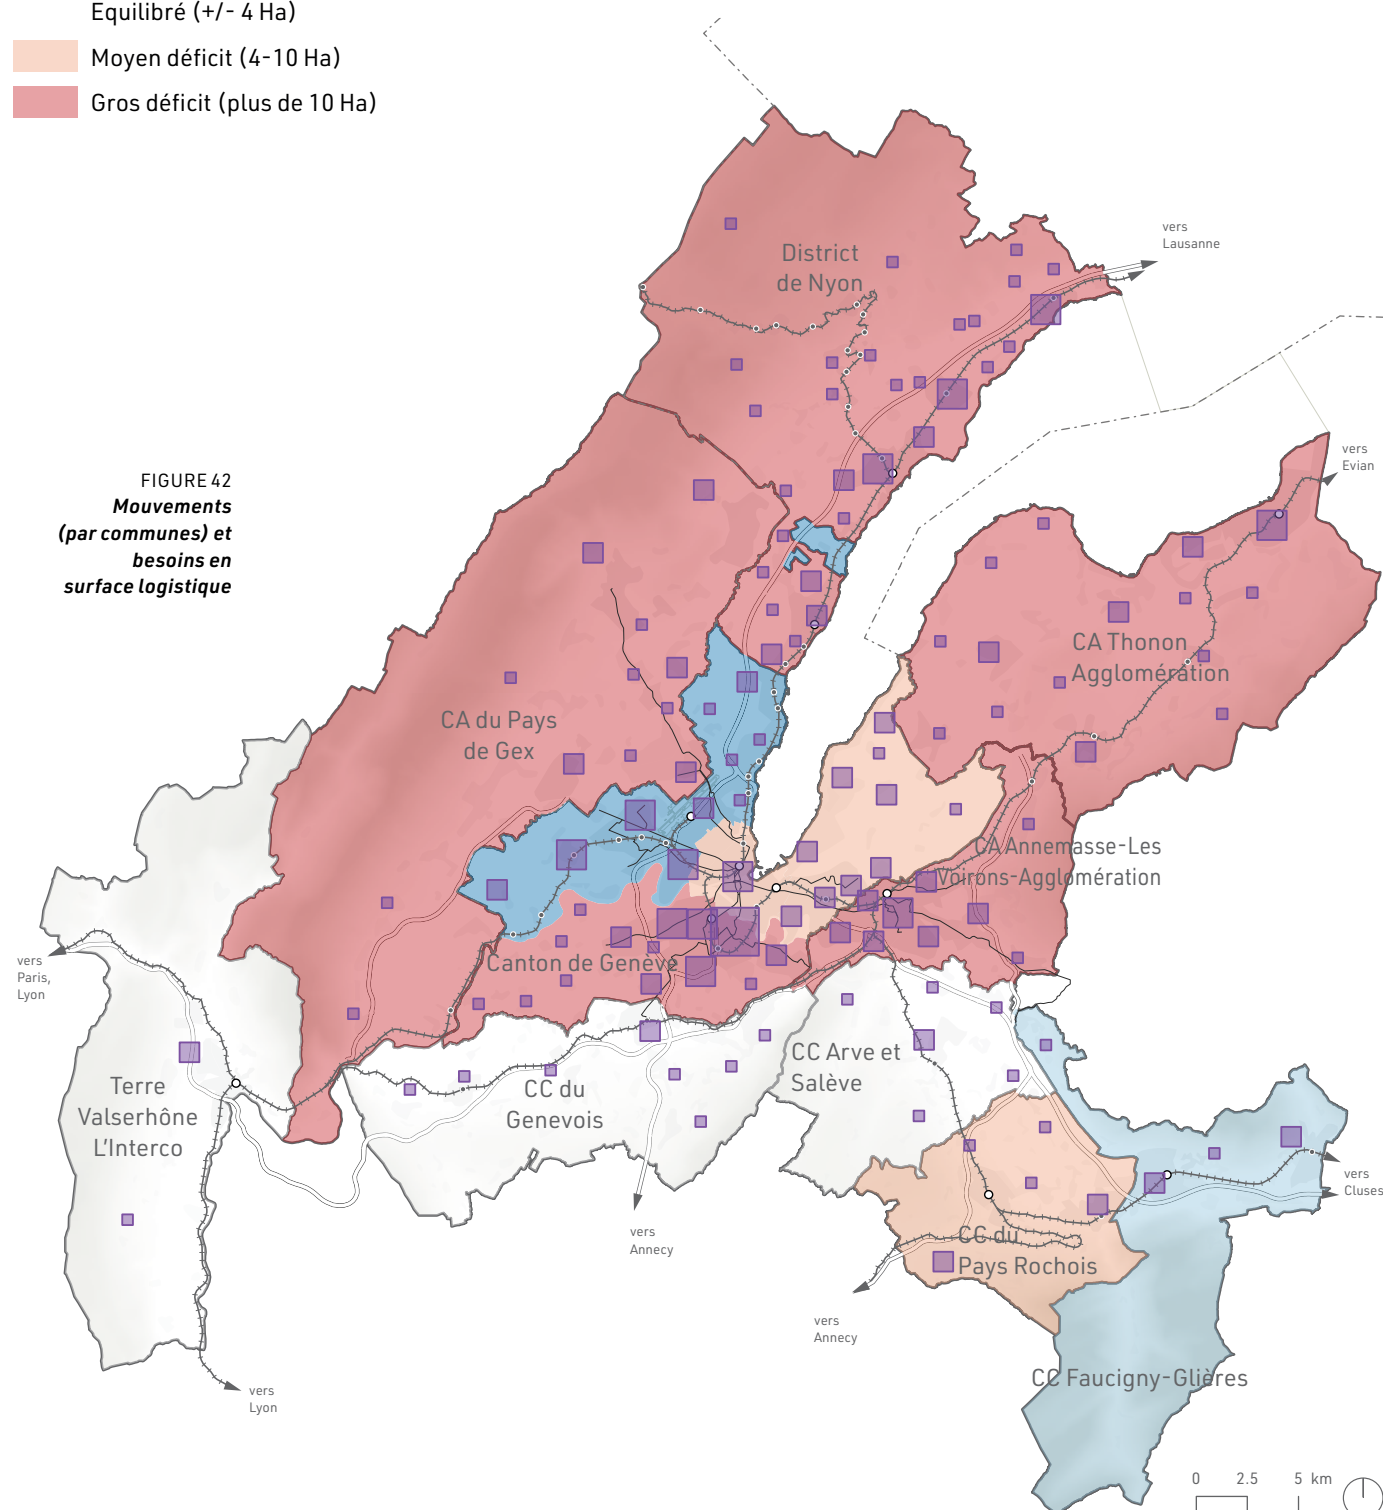 Equilibré (+/- 4 Ha)
Moyen déficit (4-10 Ha)
Gros déficit (plus de 10 Ha)
vers
Lausanne
District
de Nyon
vers
Evian
FIGURE 42
Mouvements
(par communes) et
besoins en
surface logistique
CA Thonon
Agglomération
CA du Pays
de Gex
CA Annemasse-Les
Voirons-Agglomération
Canton de Genève
vers
Paris,
Lyon
CC Arve et
Salève
Terre
Valserhône
L'Interco
CC du
Genevois
vers
Cluses
vers
Annecy
CC du
Pays Rochois
vers
Annecy
CC Faucigny-Glières
vers
Lyon
0 2.5 5 km